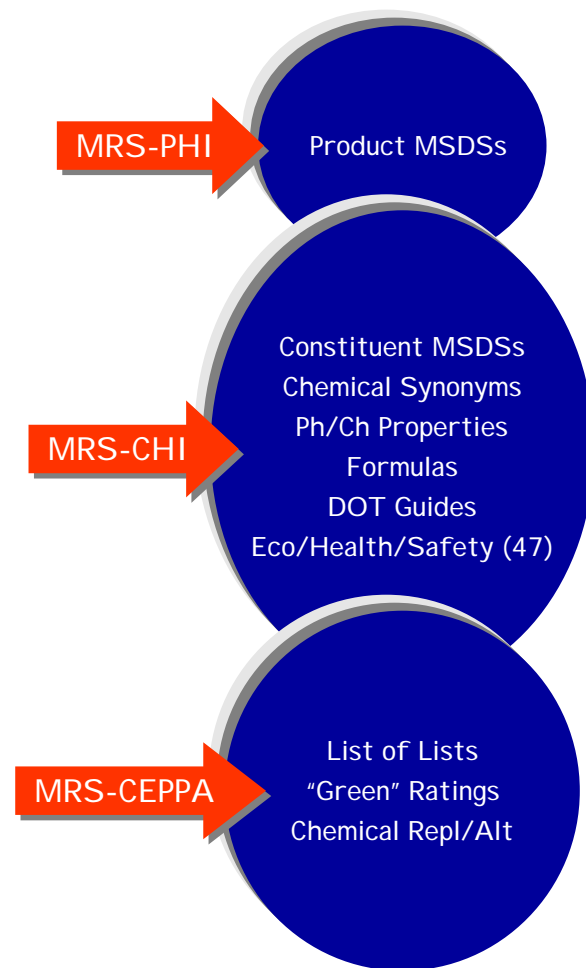 MRS-PHI
Product MSDSs
MRS-CHI
Constituent MSDSs
Chemical Synonyms
Ph/Ch Properties
Formulas
DOT Guides
Eco/Health/Safety (47)
MRS-CEPPA
List of Lists
“Green” Ratings
Chemical Repl/Alt